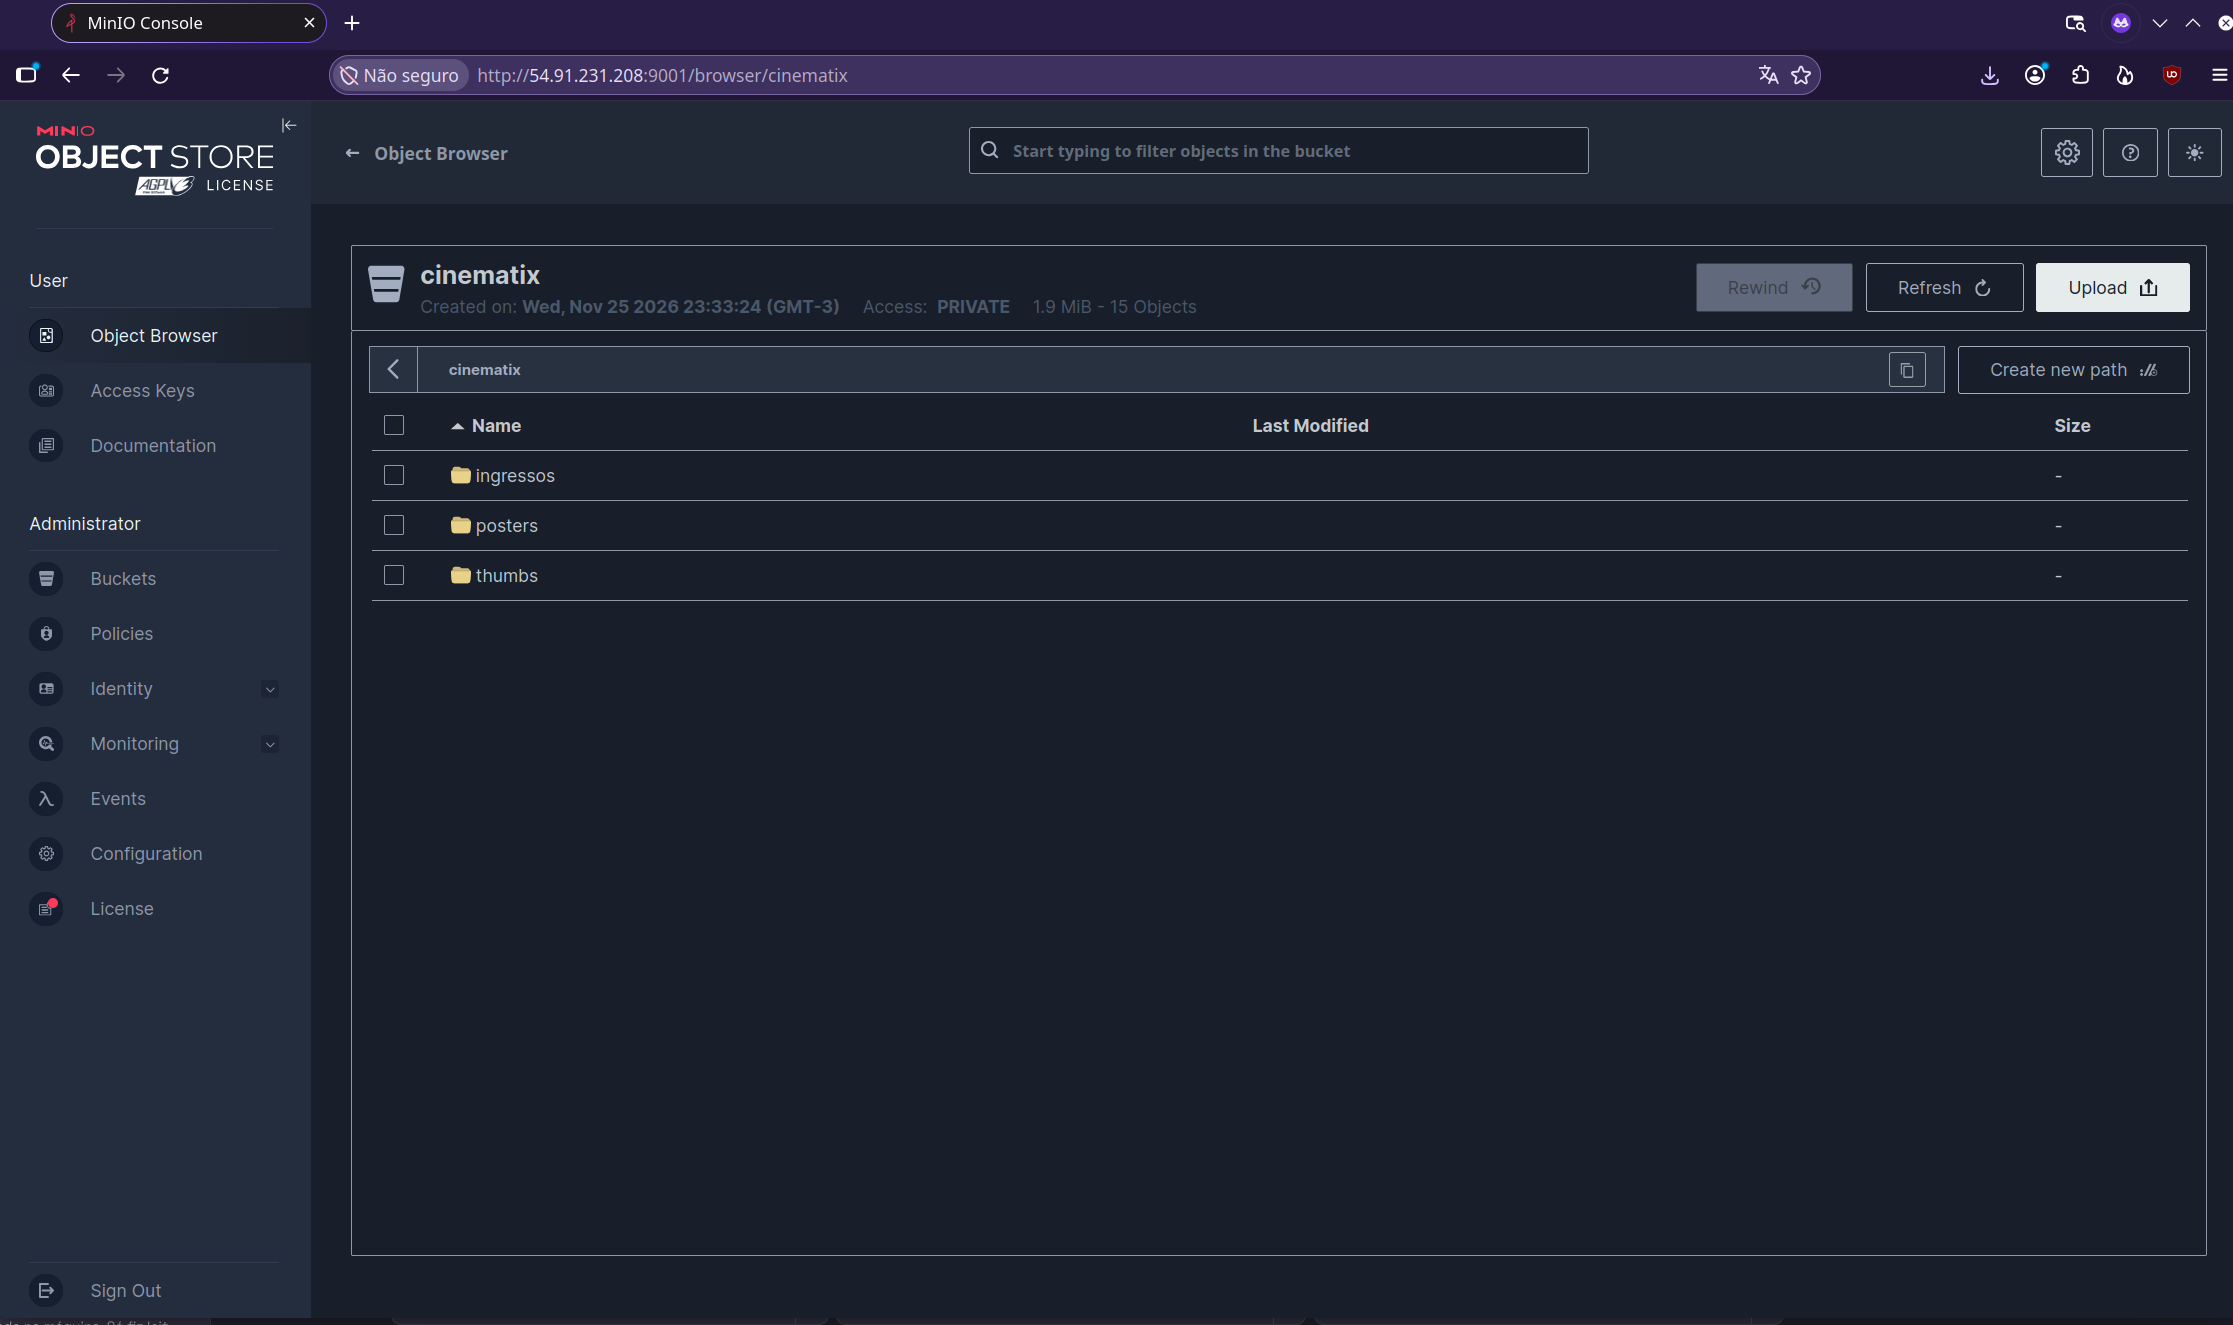 MinIO Console
Não seguro http://54.91.231.208:9001/browser/cinematix
MINIO
OBJECT STORE
AGPL V3 LICENSE
Object Browser
Start typing to filter objects in the bucket
User
Object Browser
Access Keys
Documentation
Administrator
Buckets
Policies
Identity
Monitoring
Events
Configuration
License
Sign Out
cinematix
Created on: Wed, Nov 25 2026 23:33:24 (GMT-3) Access: PRIVATE 1.9 MiB - 15 Objects
Rewind
Refresh
Upload
cinematix
Create new path
Name Last Modified Size
ingressos -
posters -
thumbs -